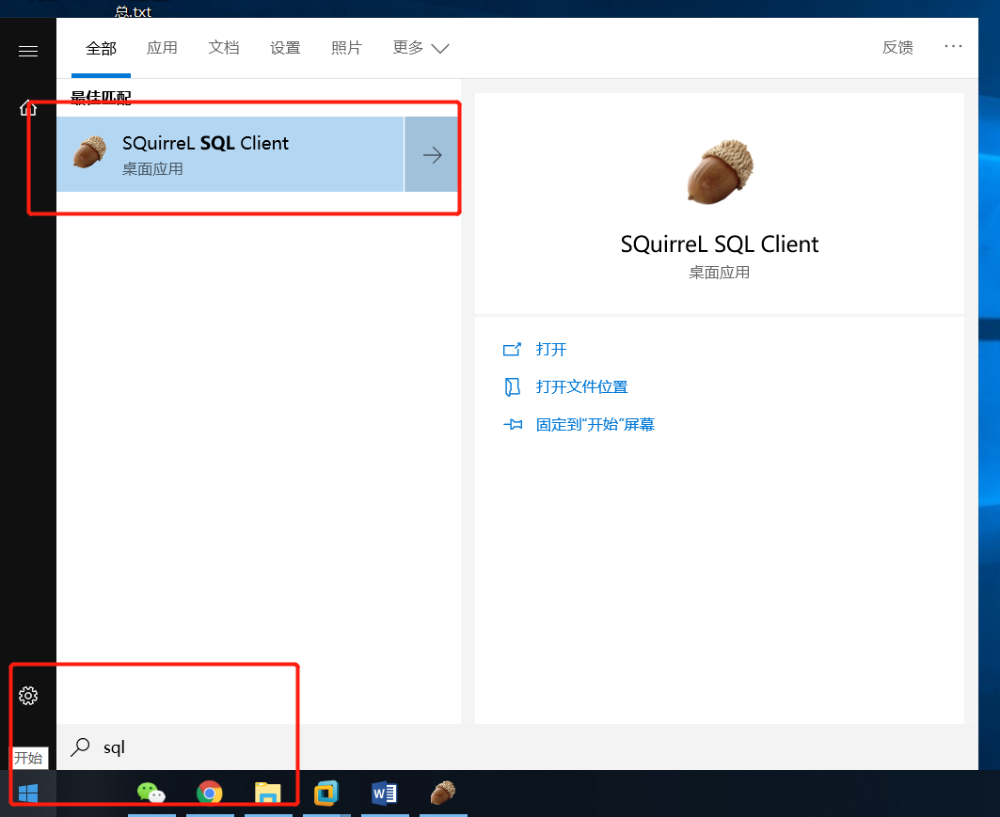 总.txt
全部 应用 文档 设置 照片 更多 反馈 ···
最佳匹配
SQuirreL SQL Client
桌面应用
SQuirreL SQL Client
桌面应用
打开
打开文件位置
固定到“开始”屏幕
sql
开始
W